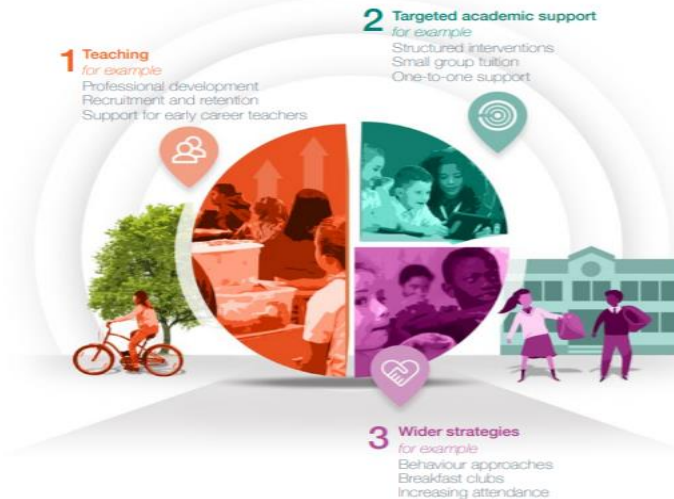 1 Teaching
for example
Professional development
Recruitment and retention
Support for early career teachers
2 Targeted academic support
for example
Structured interventions
Small group tuition
One-to-one support
3 Wider strategies
for example
Behaviour approaches
Breakfast clubs
Increasing attendance